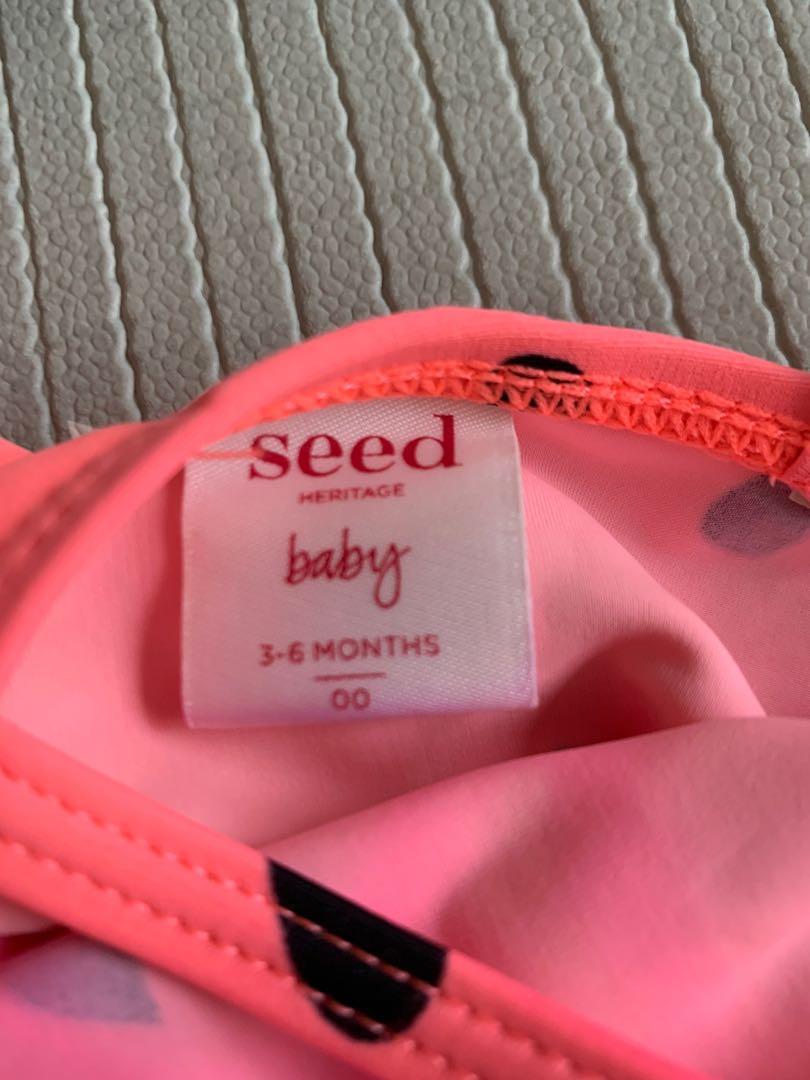 seed
HERITAGE
baby
3-6 MONTHS
00